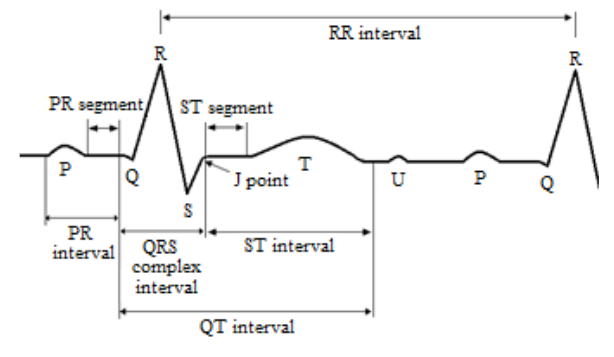 RR interval
R
R
PR segment
ST segment
P
Q
S
J point
T
U
P
Q
PR
interval
QRS
complex
interval
ST interval
QT interval